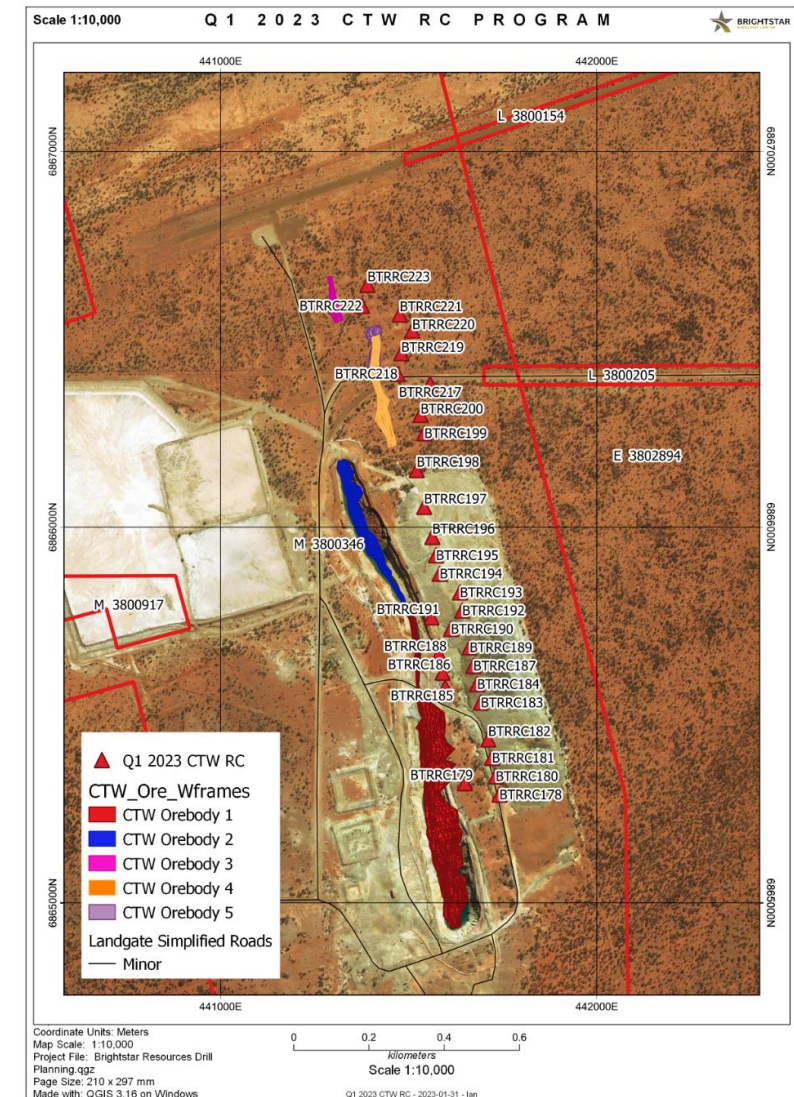 Scale 1:10,000
Q1 2023 CTW RC PROGRAM
BRIGHTSTAR
441000E
442000E
L 3800154
6867000N
6867000N
BTRRC223
BTRRC222
BTRRC221
BTRRC220
BTRRC219
BTRRC218
L 3800205
BTRRC217
BTRRC200
BTRRC199
E 3802894
BTRRC198
BTRRC197
6866000N
6866000N
BTRRC196
M 3800346
BTRRC195
BTRRC194
BTRRC193
M 3800917
BTRRC191
BTRRC192
BTRRC190
BTRRC188
BTRRC189
BTRRC186
BTRRC187
BTRRC185
BTRRC184
BTRRC183
BTRRC182
BTRRC181
BTRRC179
BTRRC180
BTRRC178
Q1 2023 CTW RC
CTW_Ore_Wframes
CTW Orebody 1
CTW Orebody 2
CTW Orebody 3
CTW Orebody 4
CTW Orebody 5
Landgate Simplified Roads
Minor
6865000N
6865000N
441000E
442000E
Coordinate Units: Meters
Map Scale: 1:10,000
Project File: Brightstar Resources Drill
Planning.qgz
Page Size: 210 x 297 mm
Made with: QGIS 3.16 on Windows
0 0.2 0.4 0.6
kilometers
Scale 1:10,000
Q1 2023 CTW RC - 2023-01-31 - Ian